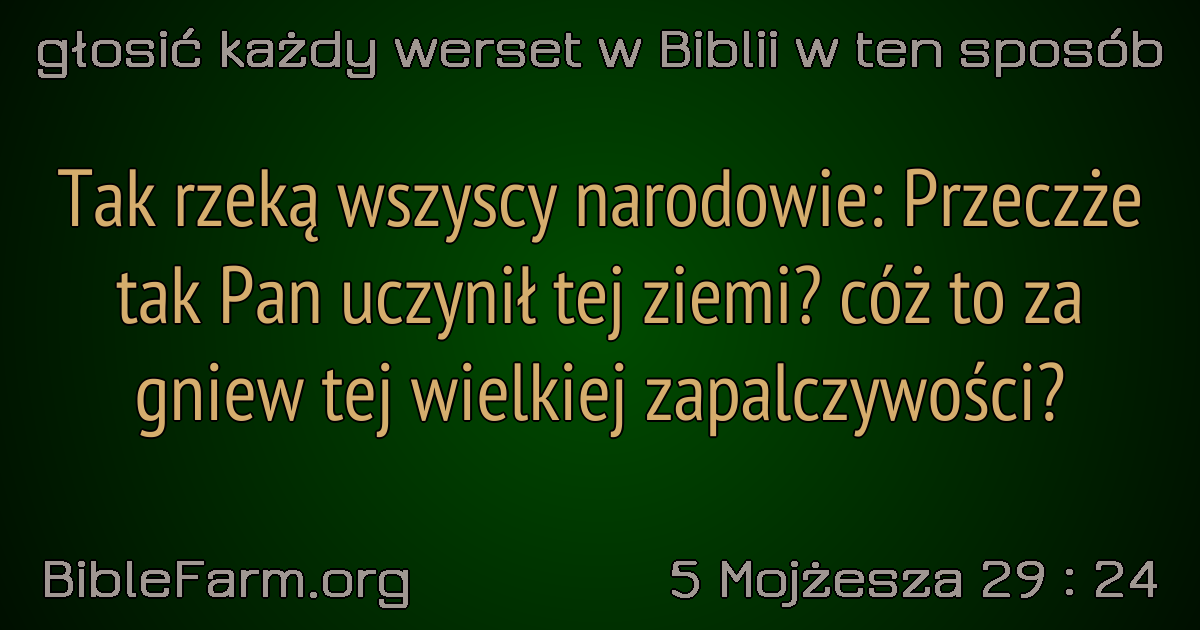 głosić każdy werset w Biblii w ten sposób
Tak rzeką wszyscy narodowie: Przeczże
tak Pan uczynił tej ziemi? cóż to za
gniew tej wielkiej zapalczywości?
BibleFarm.org
5 Mojżesza 29 : 24